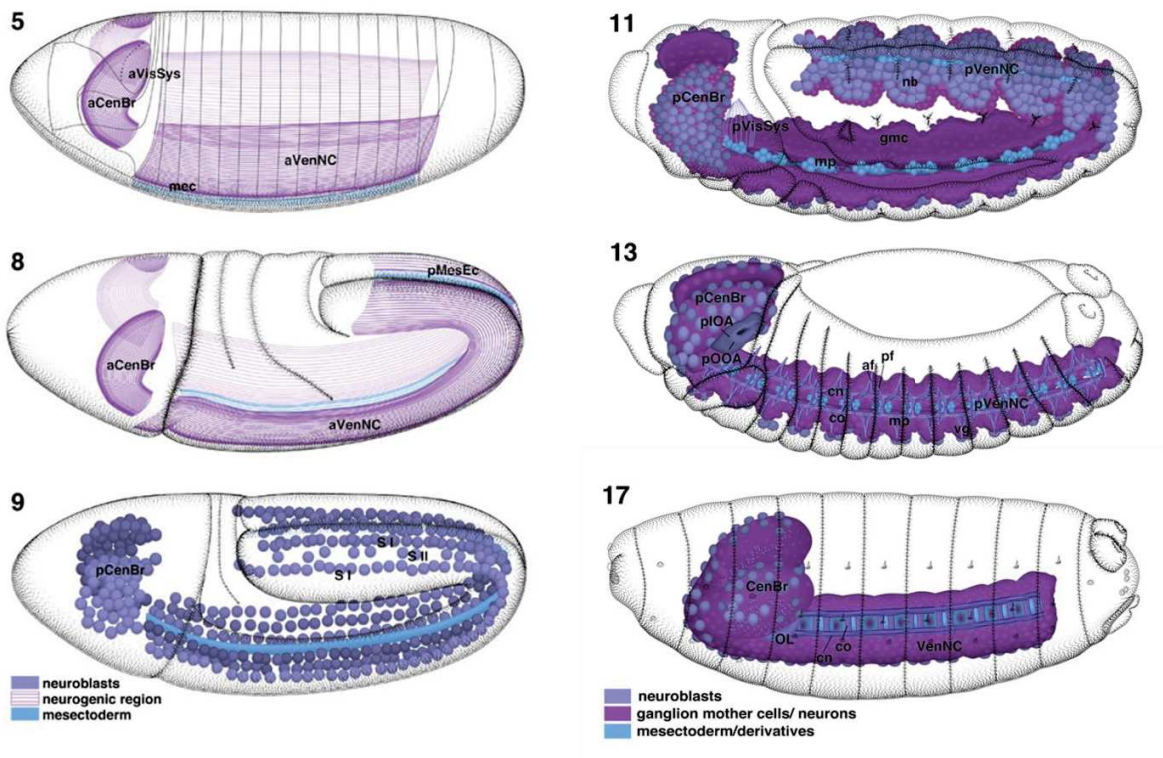 5
aVisSys
aCenBr
aVenNC
mec
8
pMesEc
aCenBr
aVenNC
9
S I
S II
pCenBr
S I
neuroblasts
neurogenic region
mesectoderm
11
pVenNC
nb
pCenBr
pVisSys
gmc
mp
13
pCenBr
pIOA
pOOA
af pf
cn
pVenNC
co mp
vg
17
CenBr
OL
co
cn
VenNC
neuroblasts
ganglion mother cells/ neurons
mesectoderm/derivatives